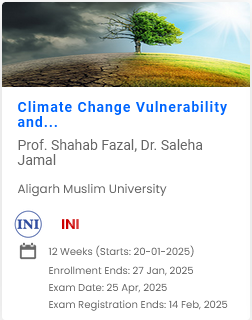 Climate Change Vulnerability
and...
Prof. Shahab Fazal, Dr. Saleha
Jamal
Aligarh Muslim University
INI INI
12 Weeks (Starts: 20-01-2025)
Enrollment Ends: 27 Jan, 2025
Exam Date: 25 Apr, 2025
Exam Registration Ends: 14 Feb, 2025